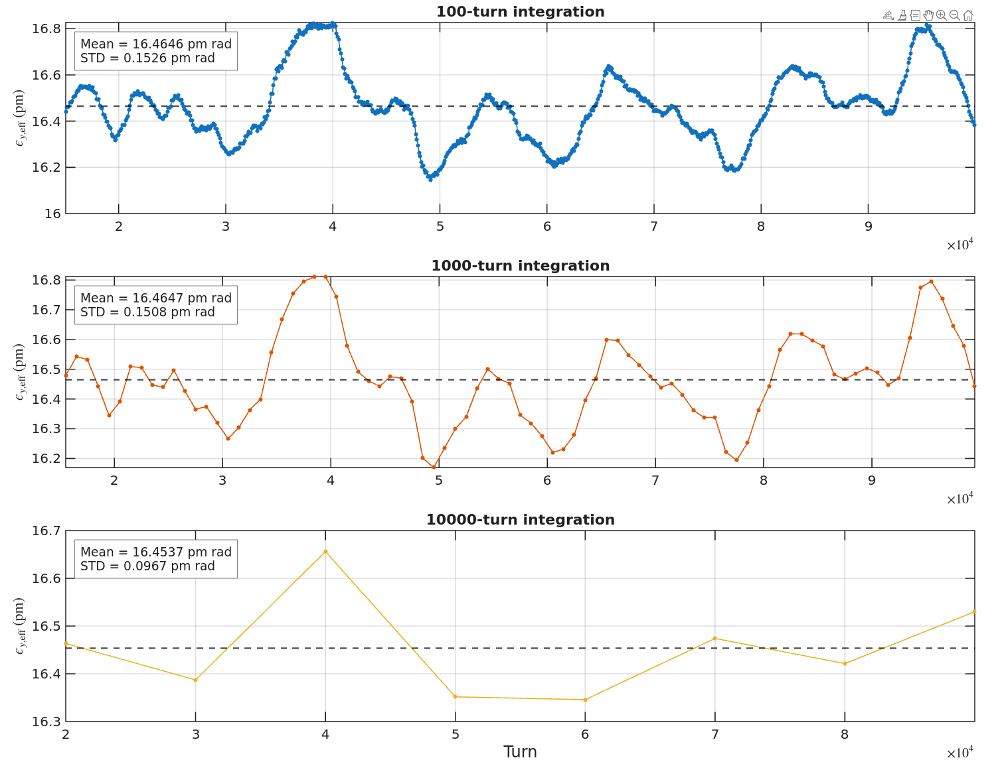 100-turn integration
16.8
16.6
16.4
16.2
16
ϵy,eff (pm)
Mean = 16.4646 pm rad
STD = 0.1526 pm rad
2 3 4 5 6 7 8 9
×10^4
1000-turn integration
16.8
16.7
16.6
16.5
16.4
16.3
16.2
ϵy,eff (pm)
Mean = 16.4647 pm rad
STD = 0.1508 pm rad
2 3 4 5 6 7 8 9
×10^4
10000-turn integration
16.7
16.6
16.5
16.4
16.3
ϵy,eff (pm)
Mean = 16.4537 pm rad
STD = 0.0967 pm rad
2 3 4 5 6 7 8
Turn
×10^4